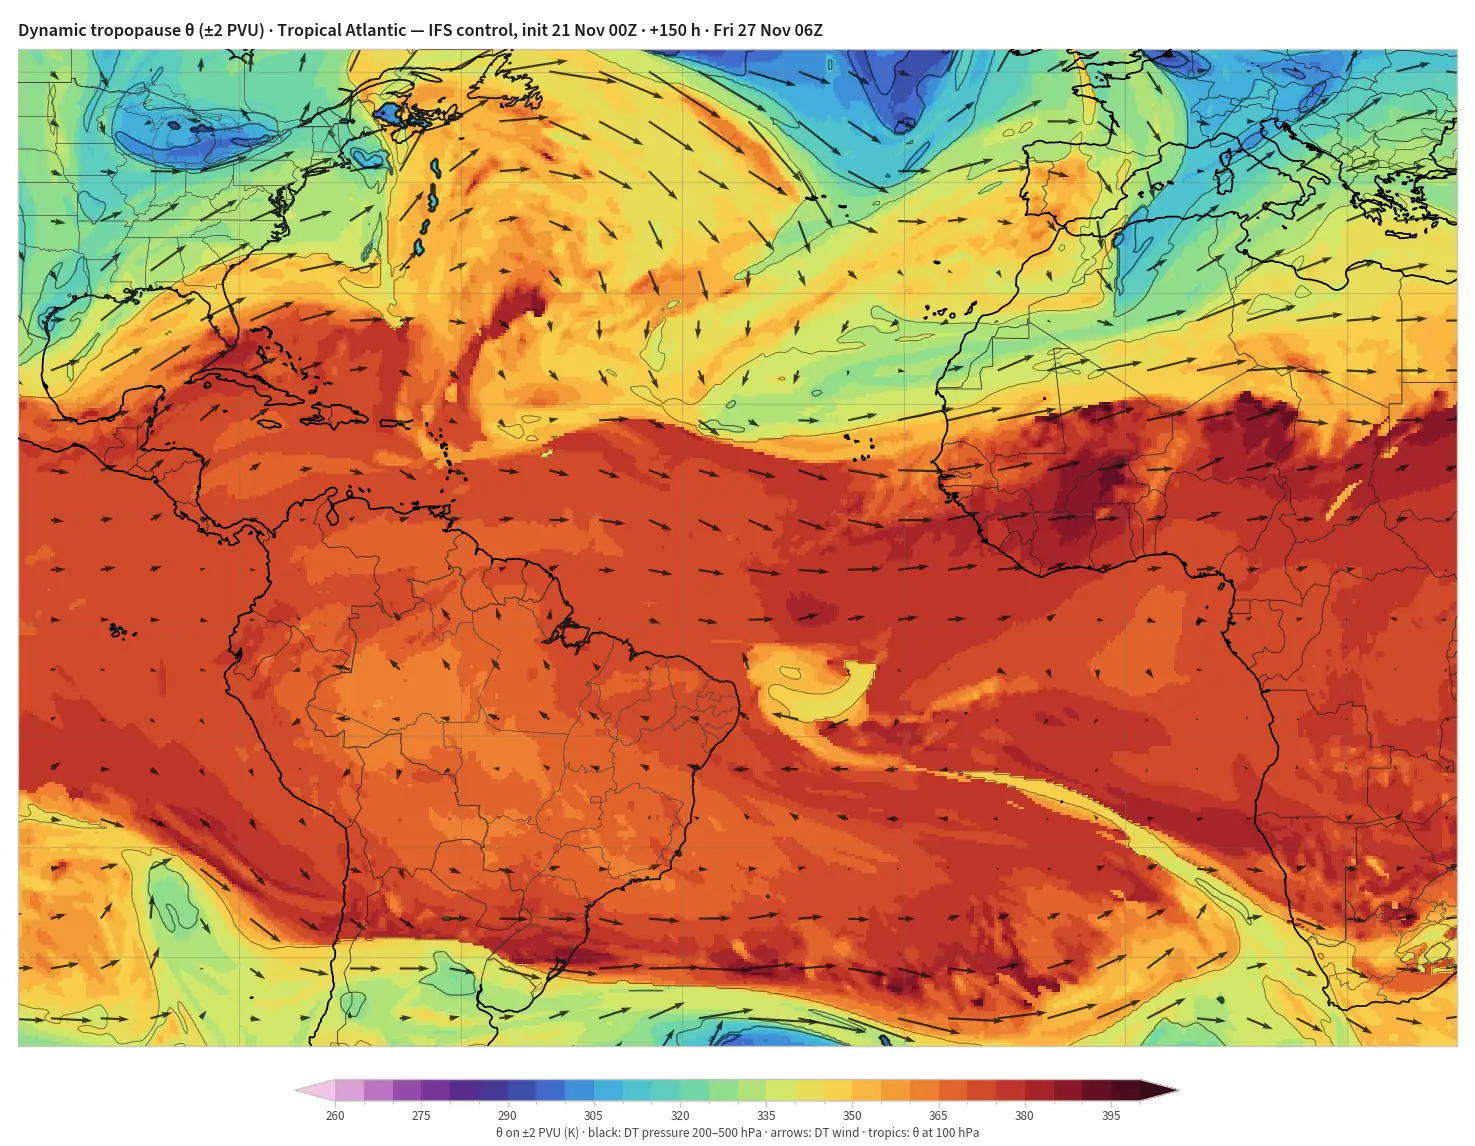 Dynamic tropopause θ (±2 PVU) · Tropical Atlantic — IFS control, init 21 Nov 00Z · +150 h · Fri 27 Nov 06Z
260 275 290 305 320 335 350 365 380 395
θ on ±2 PVU (K) · black: DT pressure 200–500 hPa · arrows: DT wind · tropics: θ at 100 hPa